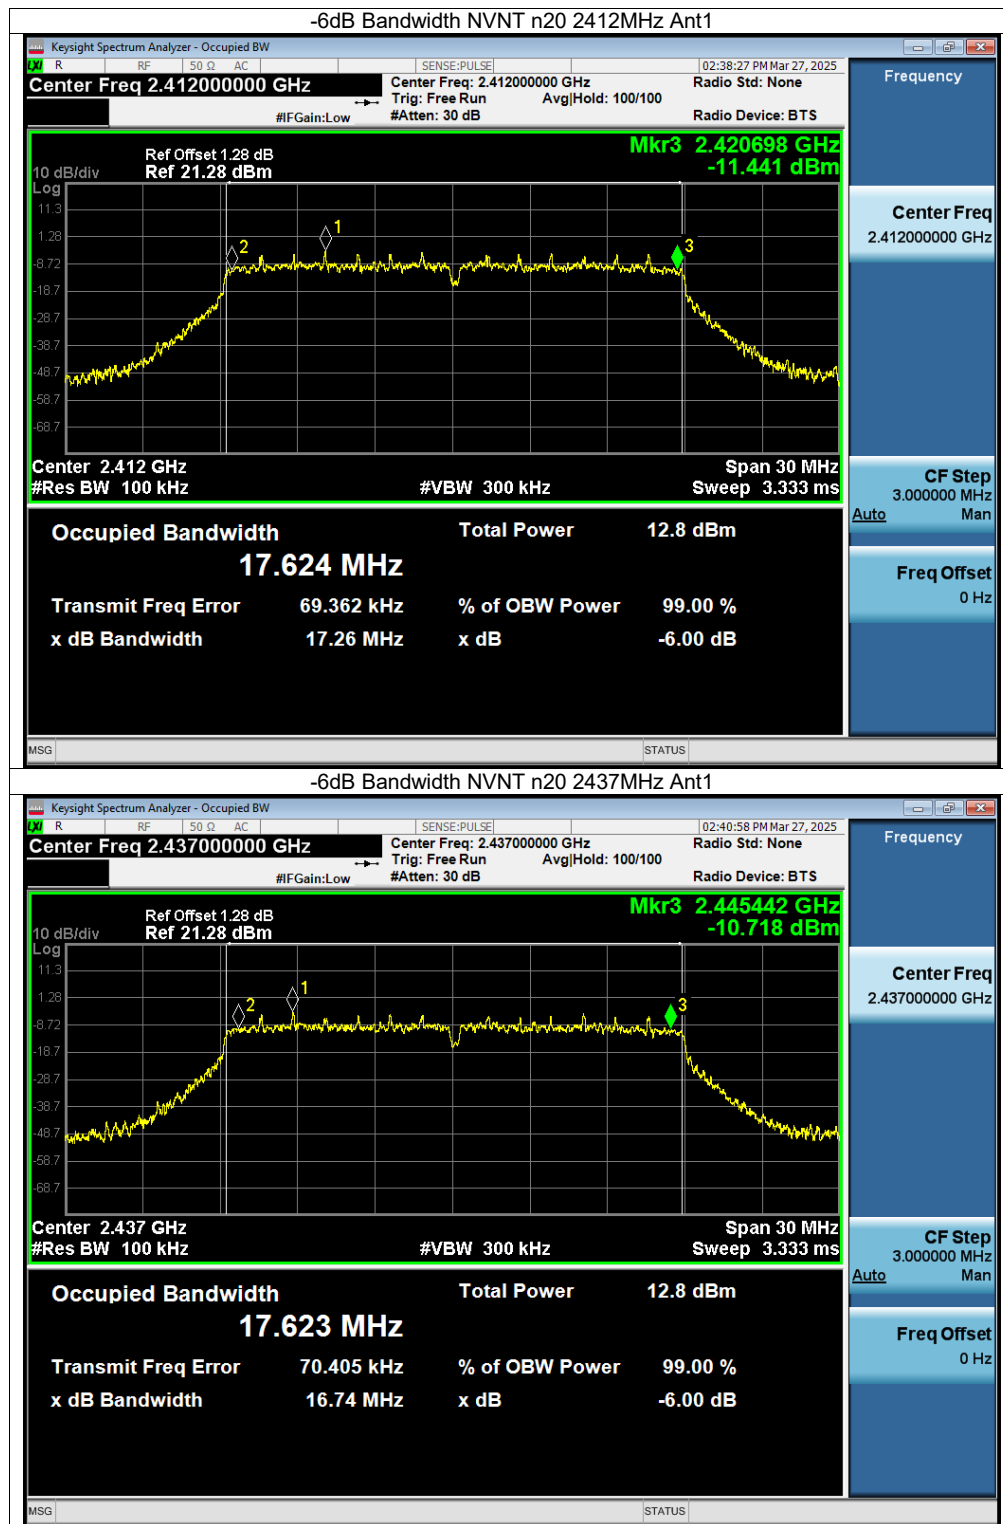 -6dB Bandwidth NVNT n20 2412MHz Ant1
Keysight Spectrum Analyzer - Occupied BW
LXI R RF 50 Ω AC SENSE:PULSE 02:38:27 PM Mar 27, 2025
Center Freq 2.412000000 GHz
Center Freq: 2.412000000 GHz Radio Std: None
Trig: Free Run Avg|Hold: 100/100
#IFGain:Low #Atten: 30 dB Radio Device: BTS
Frequency
Mkr3 2.420698 GHz
-11.441 dBm
Ref Offset 1.28 dB
10 dB/div Ref 21.28 dBm
Log
11.3
1.28
-8.72
-18.7
-28.7
-38.7
-48.7
-58.7
-68.7
2 1 3
Center Freq
2.412000000 GHz
Center 2.412 GHz Span 30 MHz
#Res BW 100 kHz #VBW 300 kHz Sweep 3.333 ms
CF Step
3.000000 MHz
Auto Man
Occupied Bandwidth Total Power 12.8 dBm
17.624 MHz
Transmit Freq Error 69.362 kHz % of OBW Power 99.00 %
x dB Bandwidth 17.26 MHz x dB -6.00 dB
Freq Offset
0 Hz
MSG STATUS
-6dB Bandwidth NVNT n20 2437MHz Ant1
Keysight Spectrum Analyzer - Occupied BW
LXI R RF 50 Ω AC SENSE:PULSE 02:40:58 PM Mar 27, 2025
Center Freq 2.437000000 GHz
Center Freq: 2.437000000 GHz Radio Std: None
Trig: Free Run Avg|Hold: 100/100
#IFGain:Low #Atten: 30 dB Radio Device: BTS
Frequency
Mkr3 2.445442 GHz
-10.718 dBm
Ref Offset 1.28 dB
10 dB/div Ref 21.28 dBm
Log
11.3
1.28
-8.72
-18.7
-28.7
-38.7
-48.7
-58.7
-68.7
2 1 3
Center Freq
2.437000000 GHz
Center 2.437 GHz Span 30 MHz
#Res BW 100 kHz #VBW 300 kHz Sweep 3.333 ms
CF Step
3.000000 MHz
Auto Man
Occupied Bandwidth Total Power 12.8 dBm
17.623 MHz
Transmit Freq Error 70.405 kHz % of OBW Power 99.00 %
x dB Bandwidth 16.74 MHz x dB -6.00 dB
Freq Offset
0 Hz
MSG STATUS